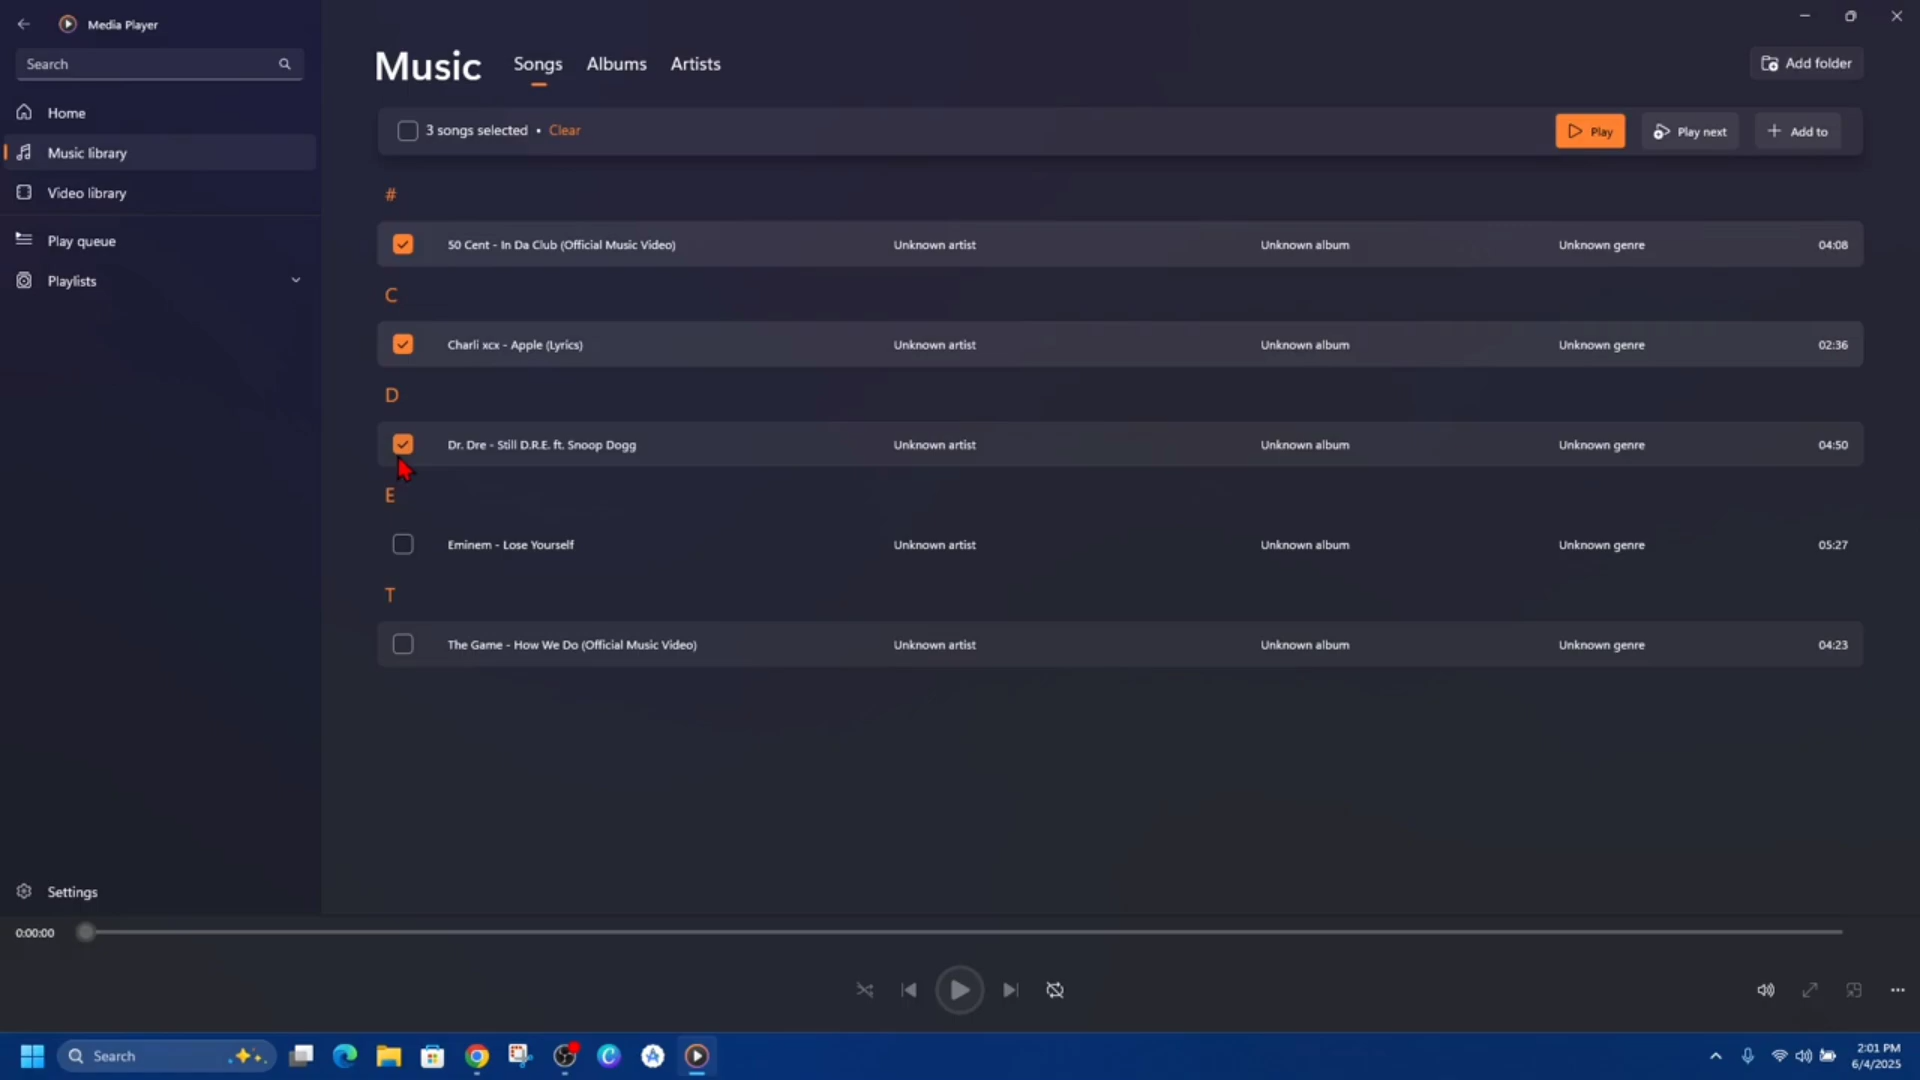 Media Player
Search
Home
Music library
Video library
Play queue
Playlists
Settings
Music Songs Albums Artists Add folder
3 songs selected • Clear Play Play next Add to
#
50 Cent - In Da Club (Official Music Video) Unknown artist Unknown album Unknown genre 04:08
C
Charli xcx - Apple (Lyrics) Unknown artist Unknown album Unknown genre 02:36
D
Dr. Dre - Still D.R.E. ft. Snoop Dogg Unknown artist Unknown album Unknown genre 04:50
E
Eminem - Lose Yourself Unknown artist Unknown album Unknown genre 05:27
T
The Game - How We Do (Official Music Video) Unknown artist Unknown album Unknown genre 04:23
0:00:00
Search
2:01 PM
6/4/2025